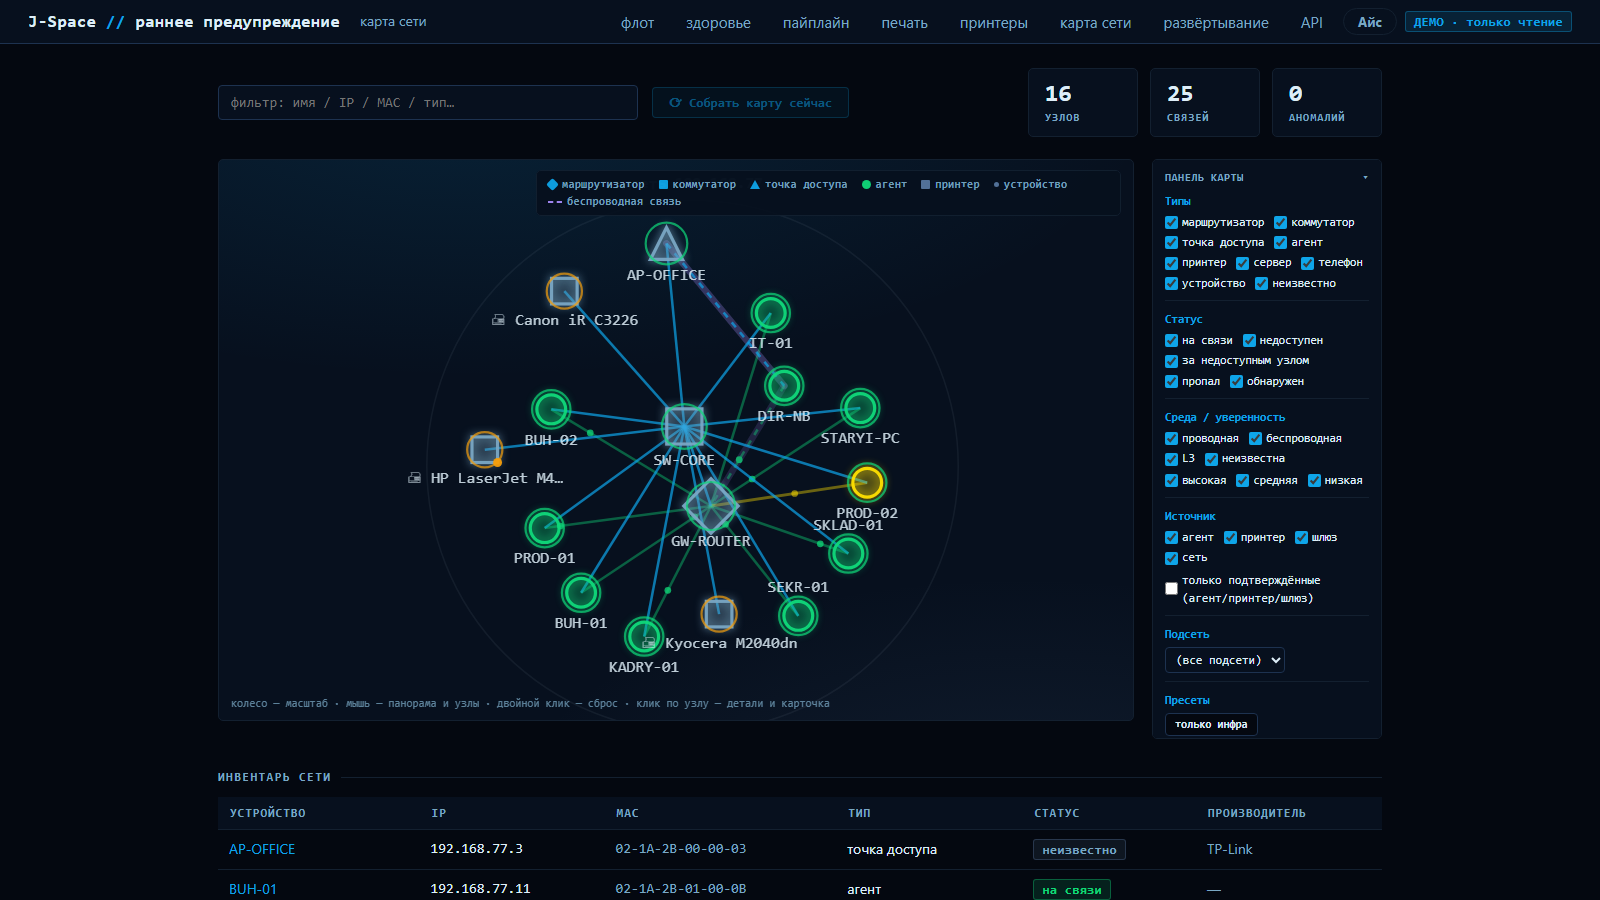 J-Space // раннее предупреждение карта сети флот здоровье пайплайн печать принтеры карта сети развёртывание API Айс ДЕМО · только чтение
фильтр: имя / IP / MAC / тип…
⟳ Собрать карту сейчас
16
УЗЛОВ
25
СВЯЗЕЙ
0
АНОМАЛИЙ
маршрутизатор коммутатор точка доступа агент принтер устройство
беспроводная связь
AP-OFFICE
Canon iR C3226
IT-01
DIR-NB
BUH-02
STARYI-PC
SW-CORE
HP LaserJet M4…
PROD-02
SKLAD-01
GW-ROUTER
PROD-01
SEKR-01
BUH-01
Kyocera M2040dn
KADRY-01
колесо — масштаб · мышь — панорама и узлы · двойной клик — сброс · клик по узлу — детали и карточка
ПАНЕЛЬ КАРТЫ
Типы
маршрутизатор коммутатор
точка доступа агент
принтер сервер телефон
устройство неизвестно
Статус
на связи недоступен
за недоступным узлом
пропал обнаружен
Среда / уверенность
проводная беспроводная
L3 неизвестна
высокая средняя низкая
Источник
агент принтер шлюз
сеть
только подтверждённые
(агент/принтер/шлюз)
Подсеть
(все подсети)
Пресеты
только инфра
ИНВЕНТАРЬ СЕТИ
УСТРОЙСТВО IP MAC ТИП СТАТУС ПРОИЗВОДИТЕЛЬ
AP-OFFICE 192.168.77.3 02-1A-2B-00-00-03 точка доступа неизвестно TP-Link
BUH-01 192.168.77.11 02-1A-2B-01-00-0B агент на связи —